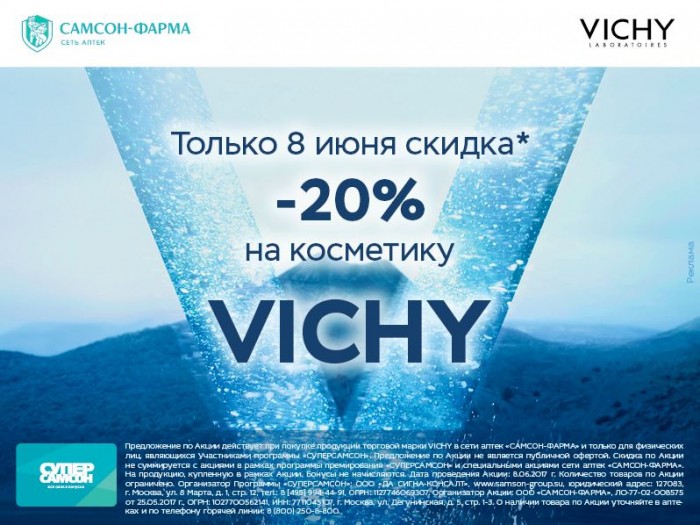 САМСОН-ФАРМА
СЕТЬ АПТЕК
VICHY
LABORATOIRES
Только 8 июня скидка*
-20%
на косметику
VICHY
Реклама
СУПЕР
САМСОН
Предложение по Акции действует при покупке продукции торговой марки VICHY в сети аптек «САМСОН-ФАРМА» и только для физических
лиц, являющихся Участниками программы «СУПЕРСАМСОН». Предложение по Акции не является публичной офертой. Скидка по Акции
не суммируется с акциями в рамках программы премирования «СУПЕРСАМСОН» и специальными акциями сети аптек «САМСОН-ФАРМА».
На продукцию, купленную в рамках Акции, бонусы не начисляются. Дата проведения Акции: 8.06.2017 г. Количество товаров по Акции
ограничено. Организатор Программы «СУПЕРСАМСОН»: ООО «ДА СИГНА-КОНСАЛТ», www.samson-group.su, юридический адрес: 127083,
г. Москва, ул. 8 Марта, д. 1, стр. 12, тел.: 8 (495) 994-44-91, ОГРН: 1127746069307, Организатор Акции: ООО «САМСОН-ФАРМА», ЛО-77-02-008575
от 25.05.2017 г., ОГРН: 1027700562141, ИНН: 7711045107, г. Москва, ул. Дегунинская, д. 5, стр. 1-3. О наличии товара по Акции уточняйте в апте-
ках и по телефону горячей линии: 8 (800) 250-8-800.